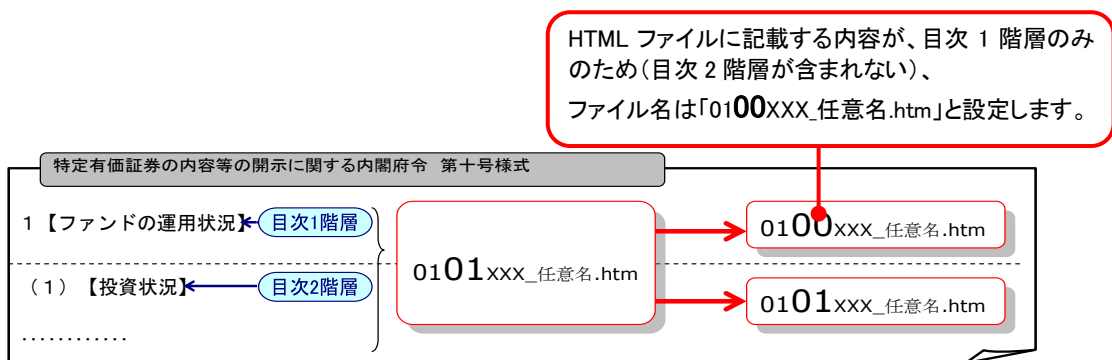 HTML ファイルに記載する内容が、目次 1 階層のみ
のため（目次 2 階層が含まれない）、
ファイル名は「0100XXX_任意名.htm」と設定します。
特定有価証券の内容等の開示に関する内閣府令 第十号様式
1【ファンドの運用状況】
目次1階層
（1）【投資状況】
目次2階層
............
0101XXX_任意名.htm
0100XXX_任意名.htm
0101XXX_任意名.htm